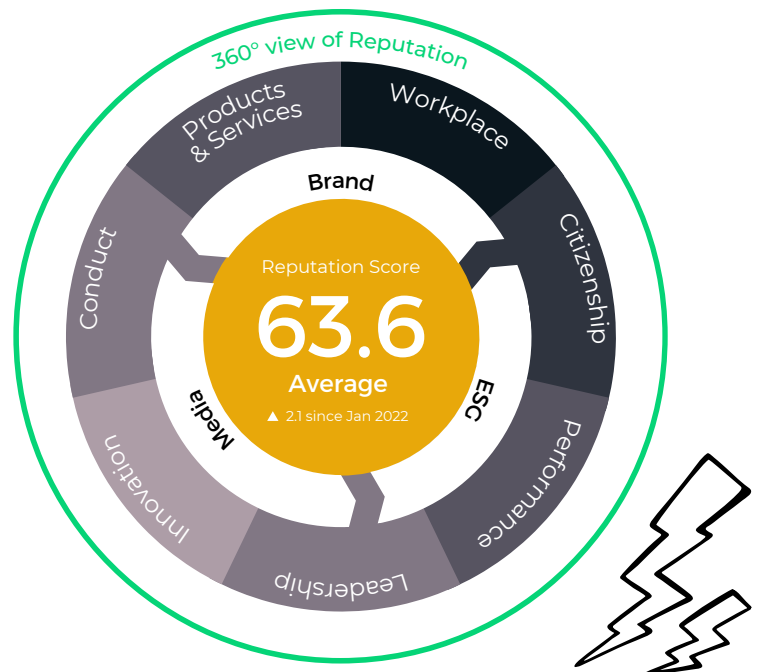 360° view of Reputation
Products
& Services
Workplace
Citizenship
Performance
Leadership
Innovation
Conduct
Brand
ESG
Media
Reputation Score
63.6
Average
▲ 2.1 since Jan 2022